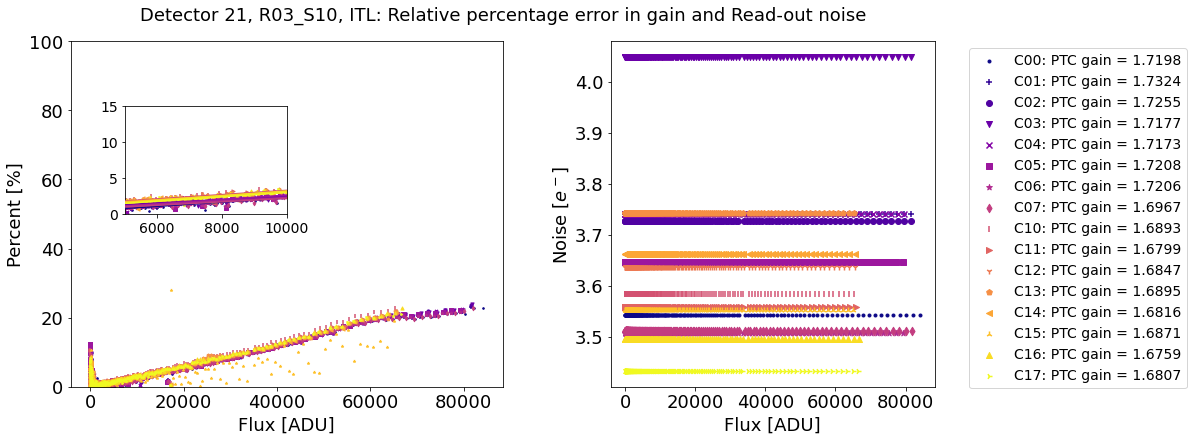 Detector 21, R03_S10, ITL: Relative percentage error in gain and Read-out noise
Percent [%]
100
80
60
40
20
0
15
10
5
0
6000 8000 10000
0 20000 40000 60000 80000
Flux [ADU]
Noise [e⁻]
4.0
3.9
3.8
3.7
3.6
3.5
0 20000 40000 60000 80000
Flux [ADU]
C00: PTC gain = 1.7198
C01: PTC gain = 1.7324
C02: PTC gain = 1.7255
C03: PTC gain = 1.7177
C04: PTC gain = 1.7173
C05: PTC gain = 1.7208
C06: PTC gain = 1.7206
C07: PTC gain = 1.6967
C10: PTC gain = 1.6893
C11: PTC gain = 1.6799
C12: PTC gain = 1.6847
C13: PTC gain = 1.6895
C14: PTC gain = 1.6816
C15: PTC gain = 1.6871
C16: PTC gain = 1.6759
C17: PTC gain = 1.6807